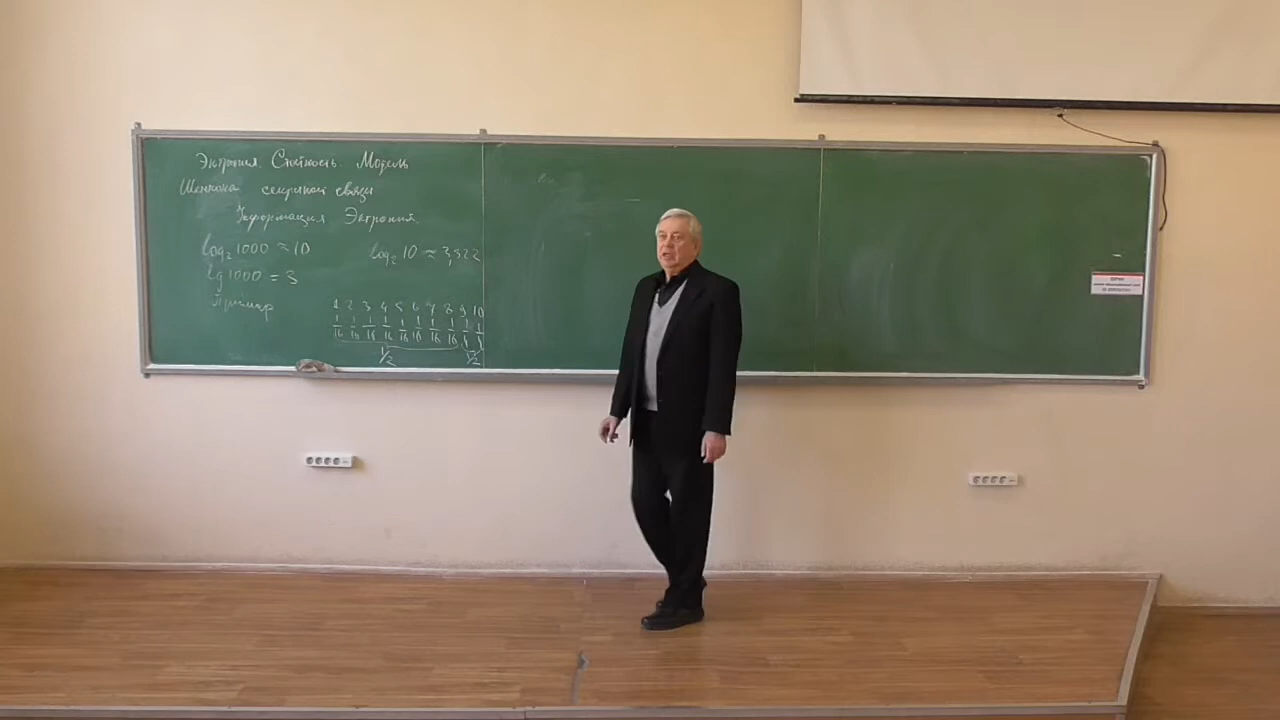 Энтропия. Стойкость. Модель
Шеннона секретной связи
Информация Энтропия.
log₂ 1000 ≈ 10 log₂ 10 ≈ 3,322
lg 1000 = 3
Пример 1 2 3 4 5 6 7 8 9 10
1/16 1/16 1/16 1/16 1/16 1/16 1/16 1/16 1/4 1/4
1/2 1/2